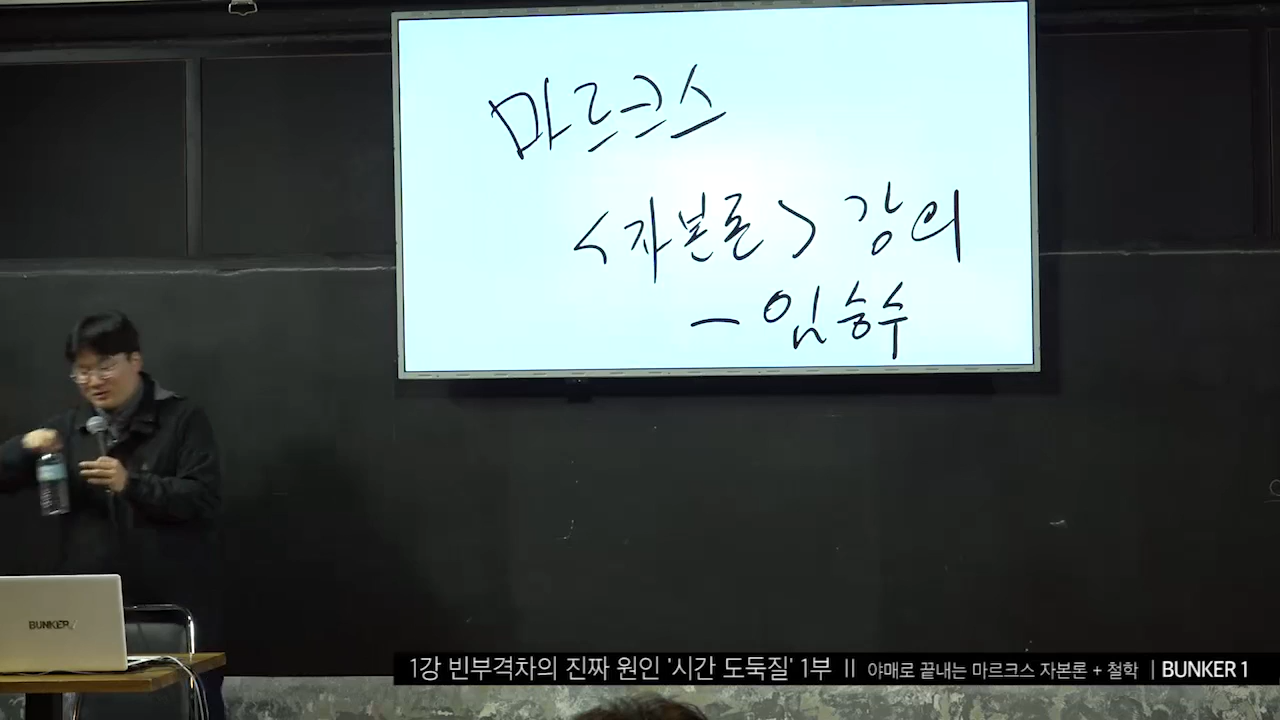 마르크스
<자본론> 강의
- 임승수
BUNKER1
1강 빈부격차의 진짜 원인 '시간 도둑질' 1부 II 야매로 끝내는 마르크스 자본론 + 철학 | BUNKER 1